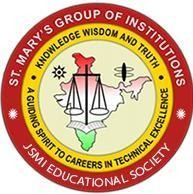 ST. MARY'S GROUP OF INSTITUTIONS
KNOWLEDGE WISDOM AND TRUTH
A GUIDING SPIRIT TO CAREERS IN TECHNICAL EXCELLENCE
JSMI EDUCATIONAL SOCIETY